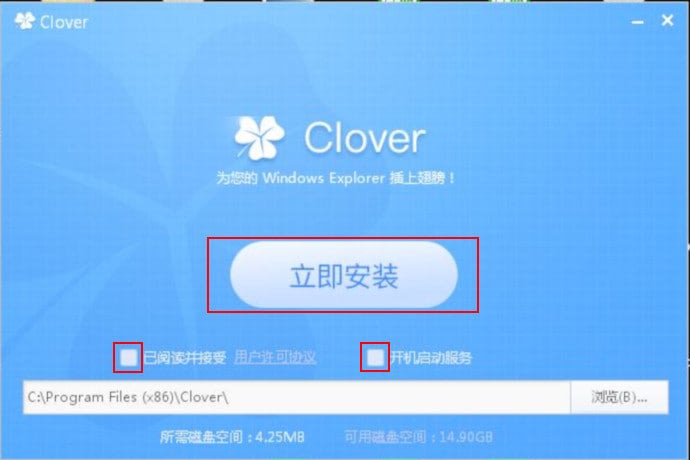 Clover
Clover
为您的 Windows Explorer 插上翅膀！
立即安装
已阅读并接受 用户许可协议 开机启动服务
C:\Program Files (x86)\Clover\ 浏览(B)...
所需磁盘空间：4.25MB 可用磁盘空间：14.90GB